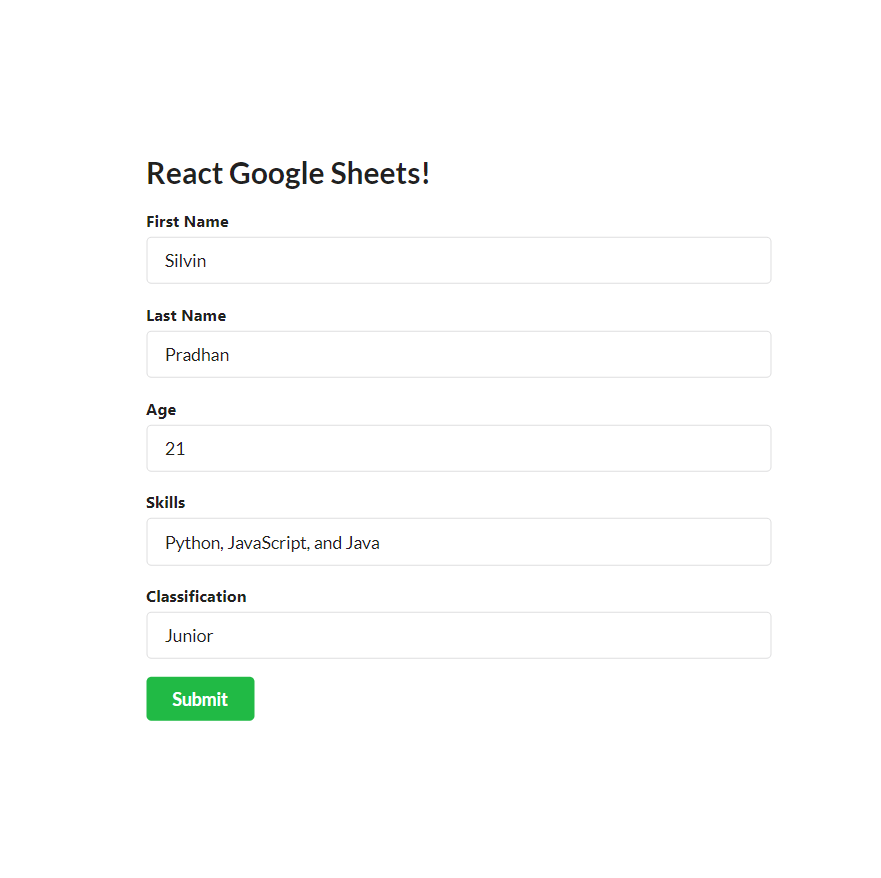 React Google Sheets!
First Name
Silvin
Last Name
Pradhan
Age
21
Skills
Python, JavaScript, and Java
Classification
Junior
Submit